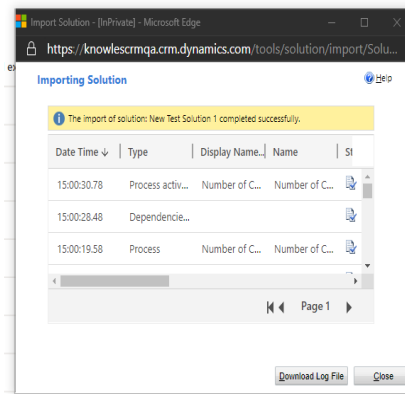 Import Solution - [InPrivate] - Microsoft Edge
https://knowlescrmqa.crm.dynamics.com/tools/solution/import/Solu...
Importing Solution
Help
The import of solution: New Test Solution 1 completed successfully.
Date Time Type Display Name... Name St
15:00:30.78 Process activ... Number of C... Number of C...
15:00:28.48 Dependencie...
15:00:19.58 Process Number of C... Number of C...
Page 1
Download Log File Close